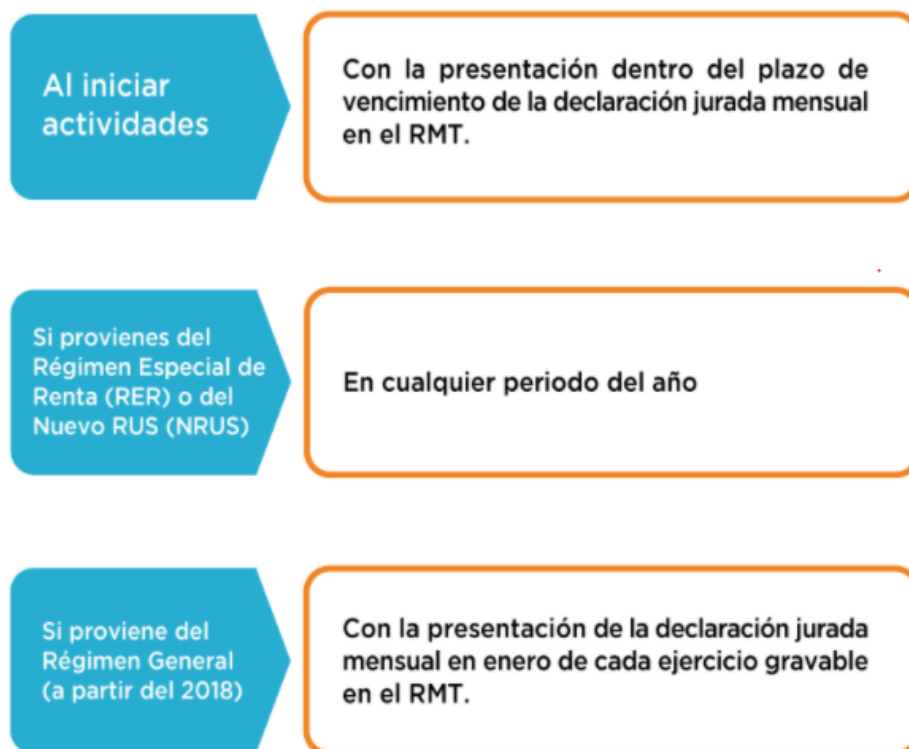 Al iniciar
actividades
Con la presentación dentro del plazo de
vencimiento de la declaración jurada mensual
en el RMT.
Si provienes del
Régimen Especial de
Renta (RER) o del
Nuevo RUS (NRUS)
En cualquier periodo del año
Si proviene del
Régimen General
(a partir del 2018)
Con la presentación de la declaración jurada
mensual en enero de cada ejercicio gravable
en el RMT.